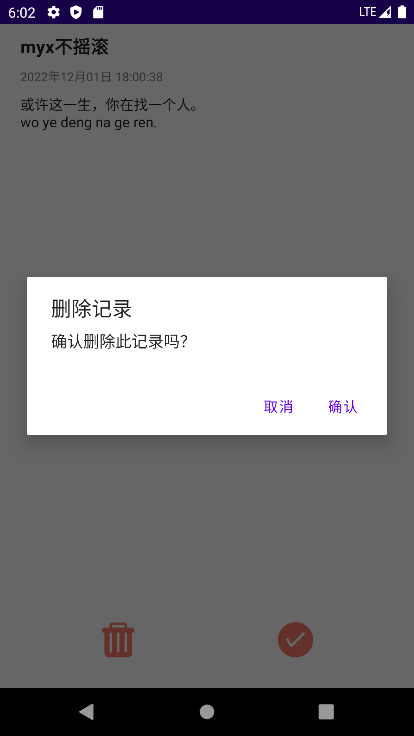 6:02
LTE
myx不摇滚
2022年12月01日 18:00:38
或许这一生，你在找一个人。
wo ye deng na ge ren.
删除记录
确认删除此记录吗?
取消
确认